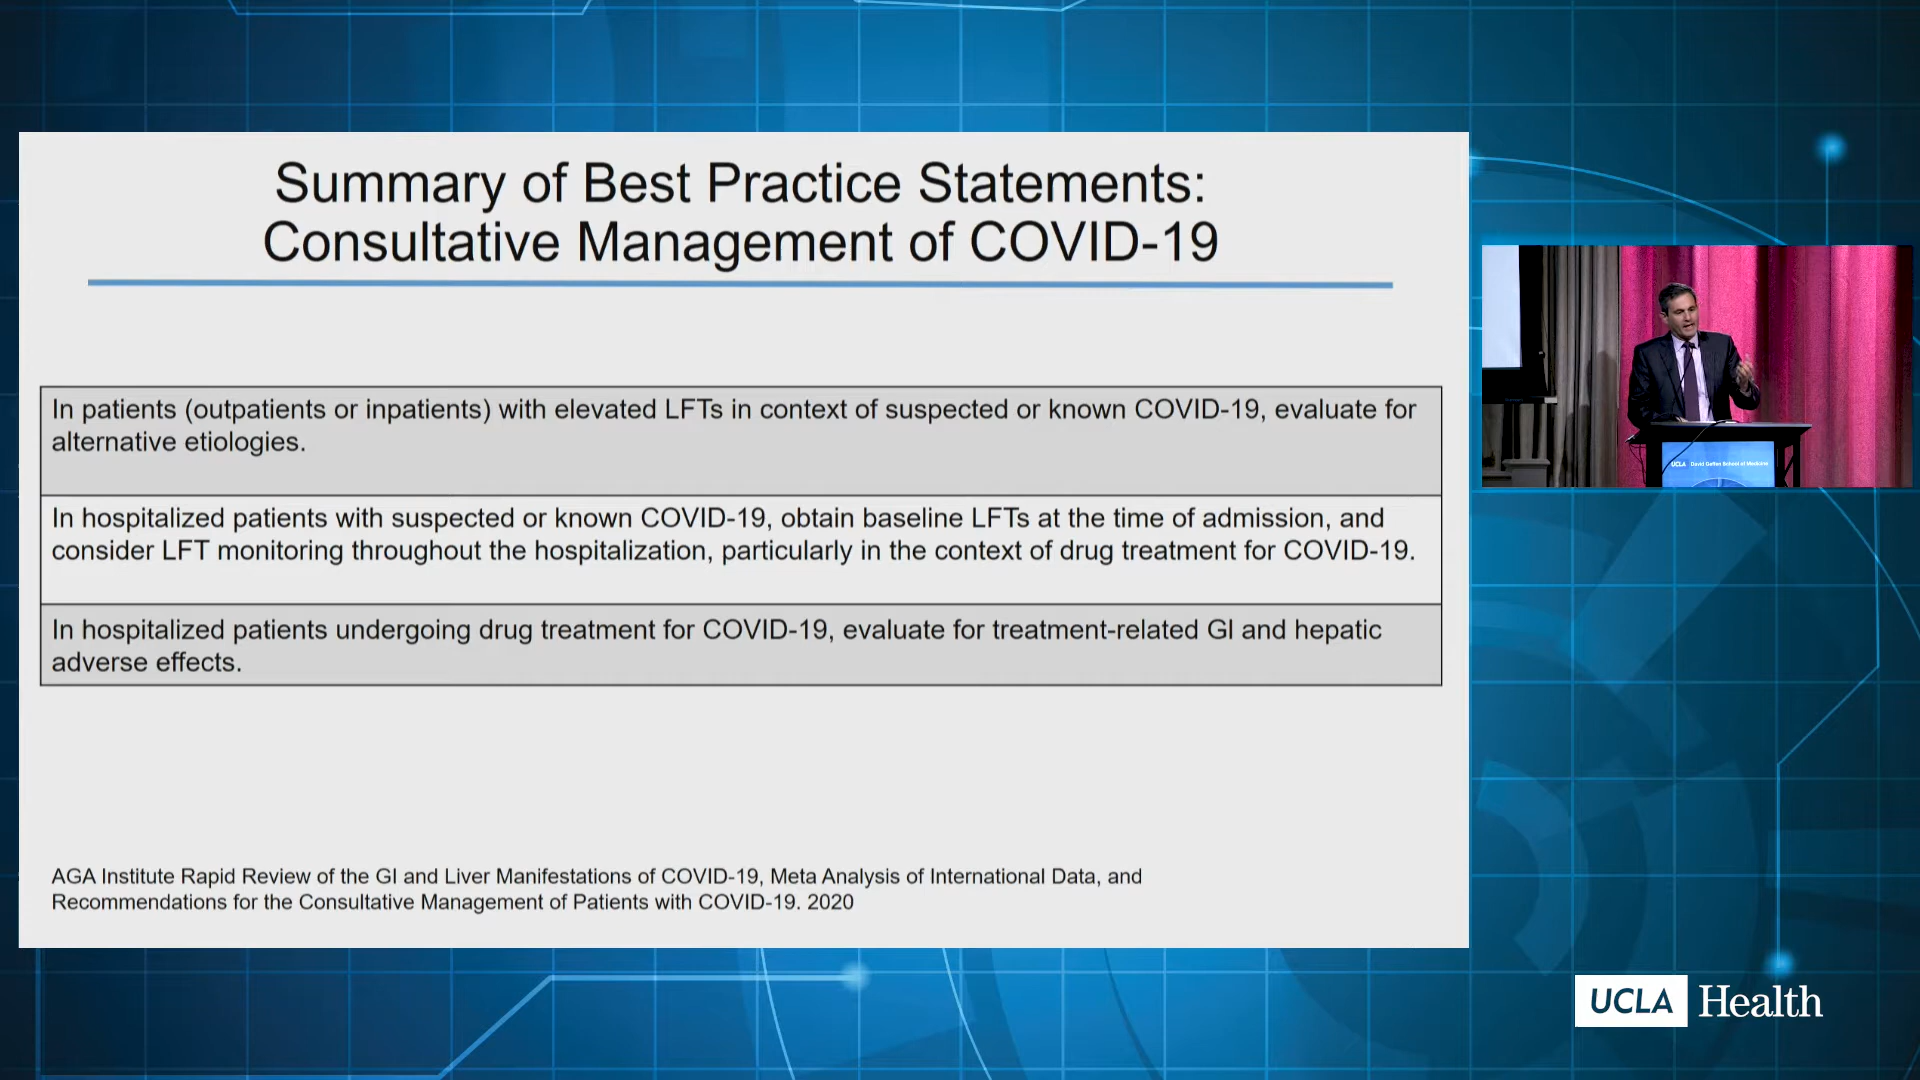 Summary of Best Practice Statements:
Consultative Management of COVID-19
In patients (outpatients or inpatients) with elevated LFTs in context of suspected or known COVID-19, evaluate for
alternative etiologies.
In hospitalized patients with suspected or known COVID-19, obtain baseline LFTs at the time of admission, and
consider LFT monitoring throughout the hospitalization, particularly in the context of drug treatment for COVID-19.
In hospitalized patients undergoing drug treatment for COVID-19, evaluate for treatment-related GI and hepatic
adverse effects.
AGA Institute Rapid Review of the GI and Liver Manifestations of COVID-19, Meta Analysis of International Data, and
Recommendations for the Consultative Management of Patients with COVID-19. 2020
UCLA David Geffen School of Medicine
UCLA Health